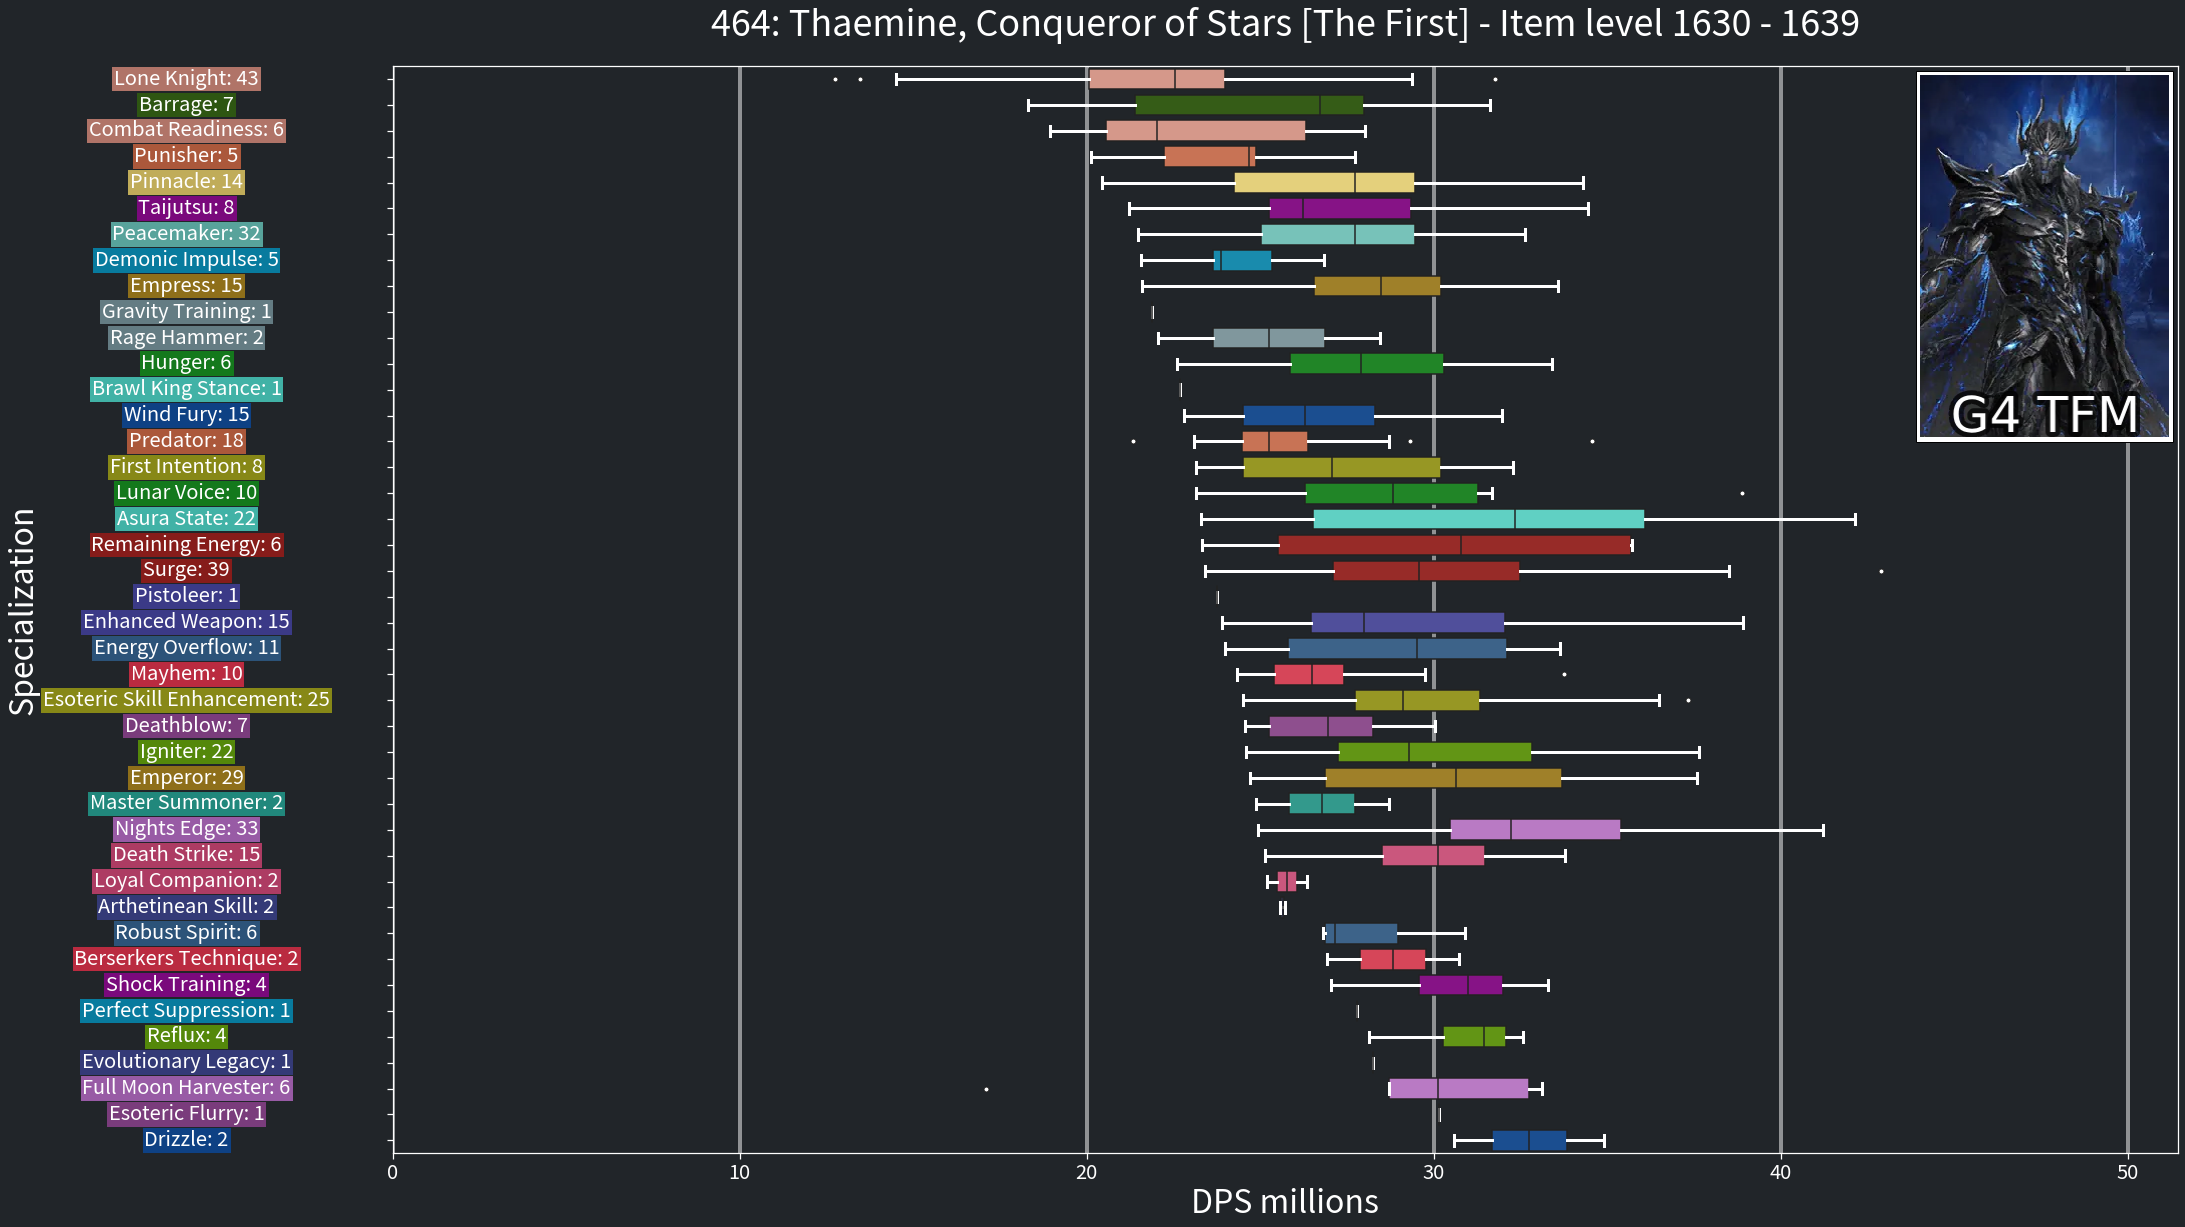 464: Thaemine, Conqueror of Stars [The First] - Item level 1630 - 1639
Lone Knight: 43
Barrage: 7
Combat Readiness: 6
Punisher: 5
Pinnacle: 14
Taijutsu: 8
Peacemaker: 32
Demonic Impulse: 5
Empress: 15
Gravity Training: 1
Rage Hammer: 2
Hunger: 6
Brawl King Stance: 1
Wind Fury: 15
Predator: 18
First Intention: 8
Lunar Voice: 10
Asura State: 22
Remaining Energy: 6
Surge: 39
Pistoleer: 1
Enhanced Weapon: 15
Energy Overflow: 11
Mayhem: 10
Esoteric Skill Enhancement: 25
Deathblow: 7
Igniter: 22
Emperor: 29
Master Summoner: 2
Nights Edge: 33
Death Strike: 15
Loyal Companion: 2
Arthetinean Skill: 2
Robust Spirit: 6
Berserkers Technique: 2
Shock Training: 4
Perfect Suppression: 1
Reflux: 4
Evolutionary Legacy: 1
Full Moon Harvester: 6
Esoteric Flurry: 1
Drizzle: 2
Specialization
G4 TFM
0 10 20 30 40 50
DPS millions